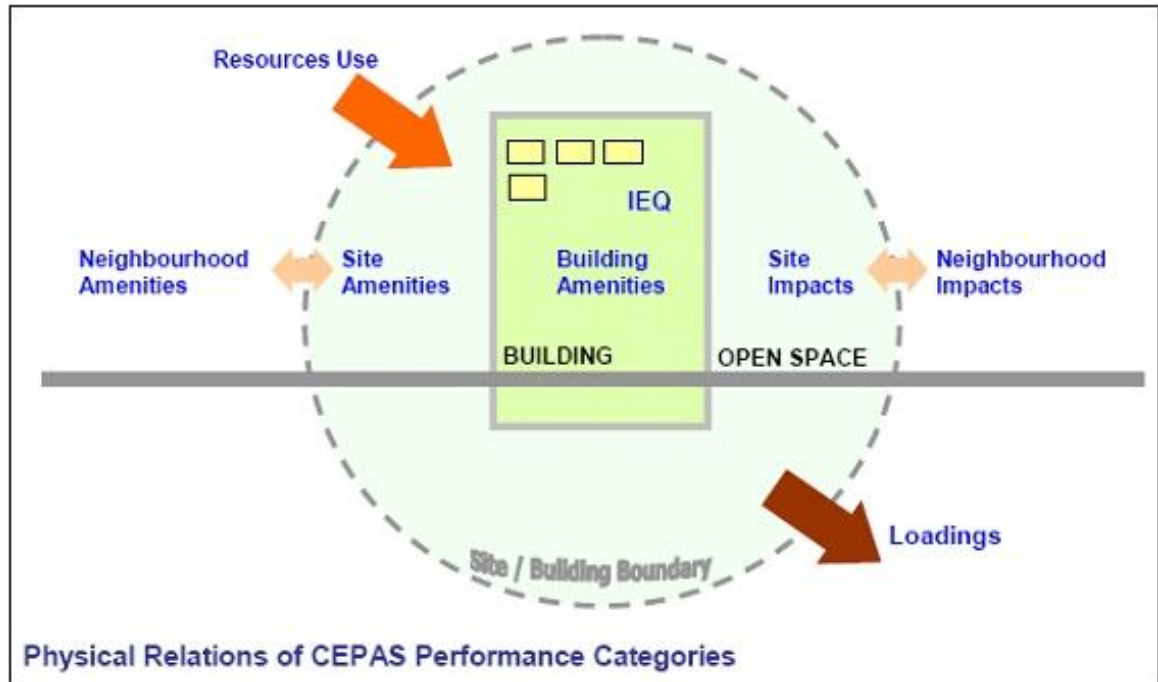 Resources Use
IEQ
Neighbourhood
Amenities
Site
Amenities
Building
Amenities
Site
Impacts
Neighbourhood
Impacts
BUILDING
OPEN SPACE
Loadings
Site / Building Boundary
Physical Relations of CEPAS Performance Categories